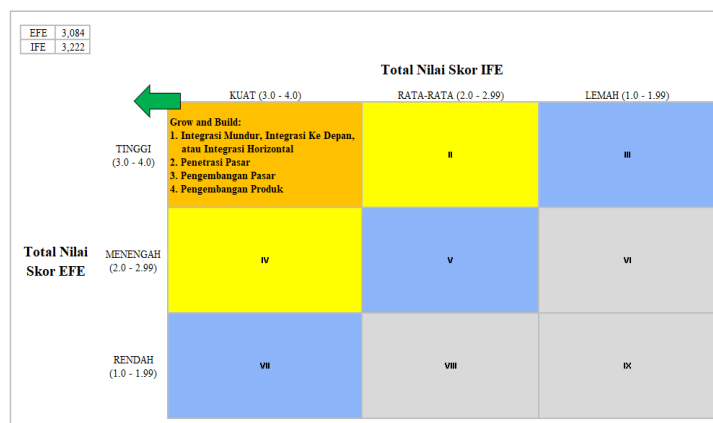 EFE 3,084
IFE 3,222
Total Nilai Skor IFE
KUAT (3.0 - 4.0)
RATA-RATA (2.0 - 2.99)
LEMAH (1.0 - 1.99)
TINGGI
(3.0 - 4.0)
Grow and Build:
1. Integrasi Mundur, Integrasi Ke Depan,
atau Integrasi Horizontal
2. Penetrasi Pasar
3. Pengembangan Pasar
4. Pengembangan Produk
II
III
Total Nilai
Skor EFE
MENENGAH
(2.0 - 2.99)
IV
V
VI
RENDAH
(1.0 - 1.99)
VII
VIII
IX